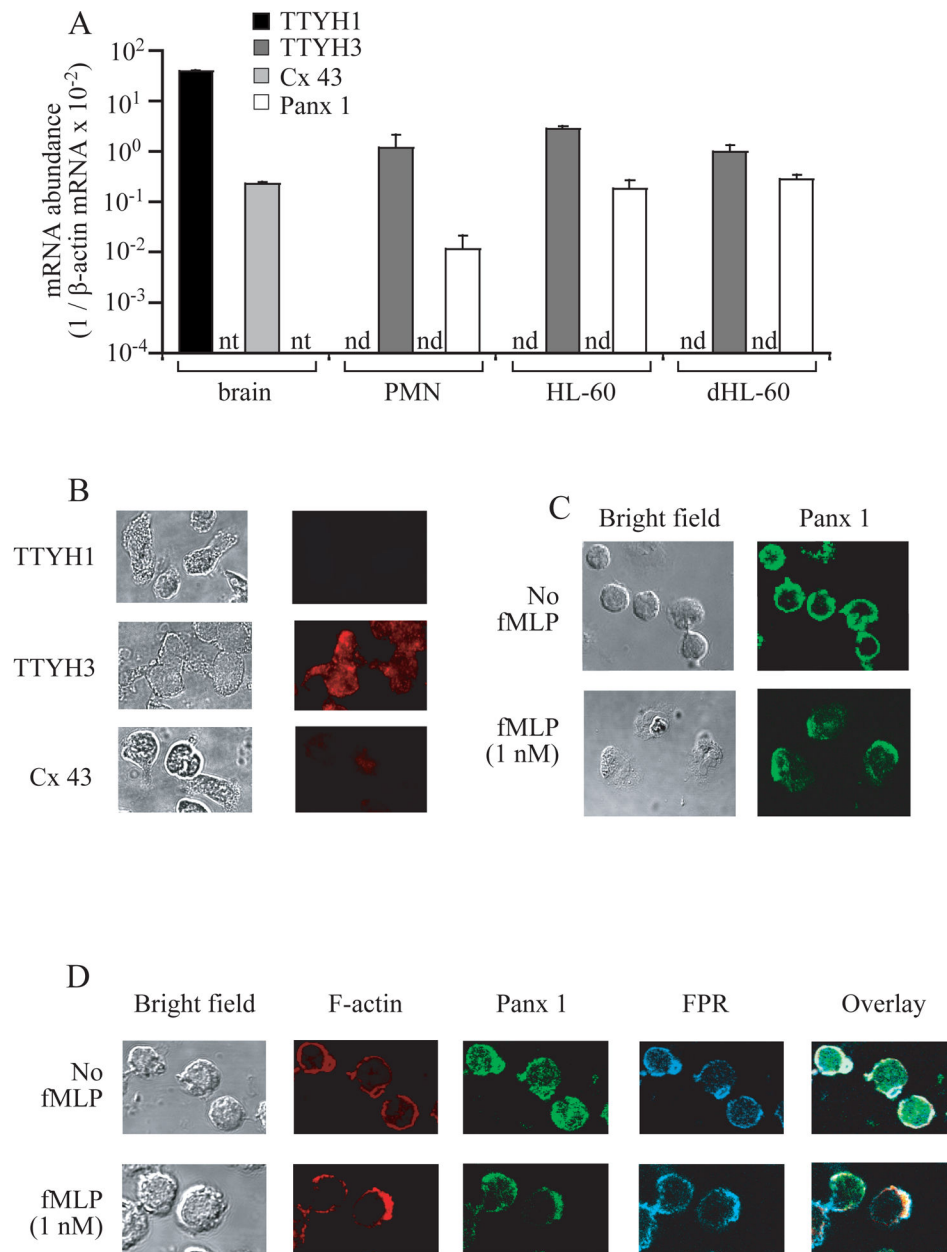 A
TTYH1
TTYH3
Cx 43
Panx 1
mRNA abundance
(1 / β-actin mRNA x 10-2)
102
101
100
10-1
10-2
10-3
10-4
nt nt nd nd nd nd nd nd
brain PMN HL-60 dHL-60
B
TTYH1
TTYH3
Cx 43
C
Bright field Panx 1
No
fMLP
fMLP
(1 nM)
D
Bright field F-actin Panx 1 FPR Overlay
No
fMLP
fMLP
(1 nM)